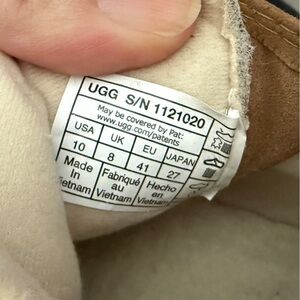 UGG S/N 1121020
May be covered by Pat:
www.ugg.com/patents
USA UK EU JAPAN
10 8 41 27
Made in Vietnam
Fabriqué au Vietnam
Hecho en Vietnam